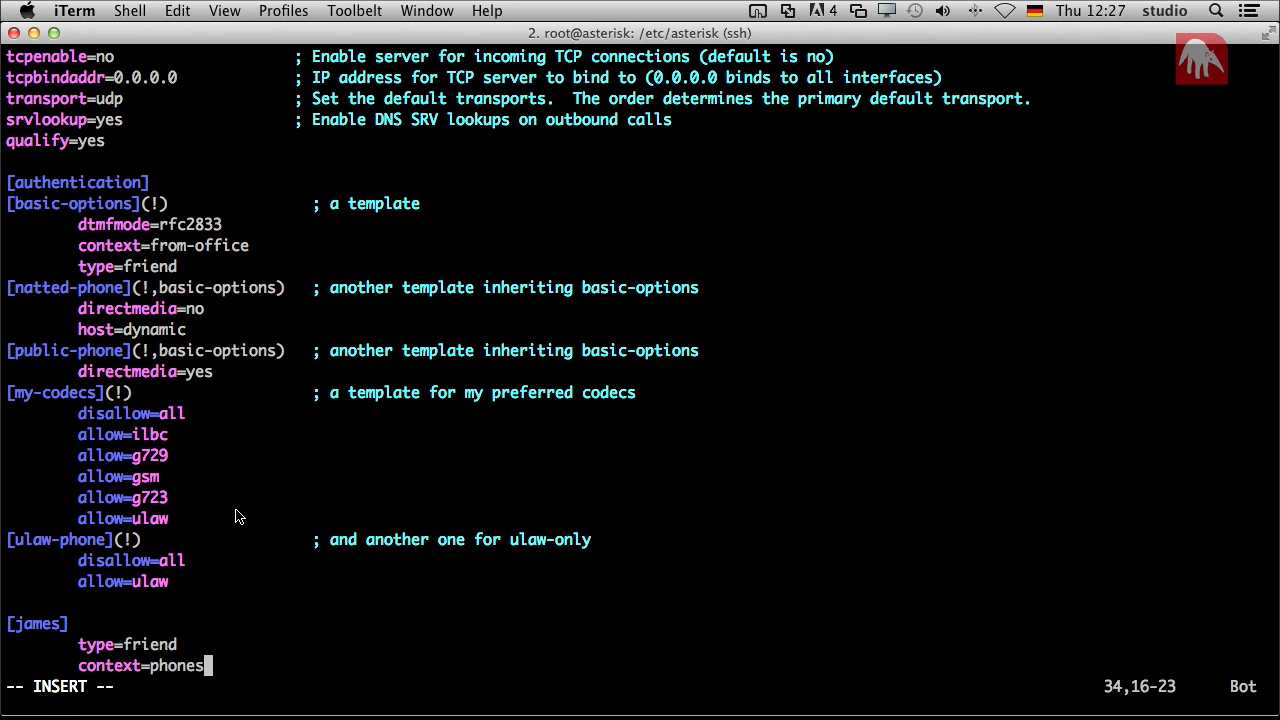 iTerm Shell Edit View Profiles Toolbelt Window Help 4 Thu 12:27 studio
2. root@asterisk: /etc/asterisk (ssh)
tcpenable=no ; Enable server for incoming TCP connections (default is no)
tcpbindaddr=0.0.0.0 ; IP address for TCP server to bind to (0.0.0.0 binds to all interfaces)
transport=udp ; Set the default transports. The order determines the primary default transport.
srvlookup=yes ; Enable DNS SRV lookups on outbound calls
qualify=yes
[authentication]
[basic-options](!) ; a template
dtmfmode=rfc2833
context=from-office
type=friend
[natted-phone](!,basic-options) ; another template inheriting basic-options
directmedia=no
host=dynamic
[public-phone](!,basic-options) ; another template inheriting basic-options
directmedia=yes
[my-codecs](!) ; a template for my preferred codecs
disallow=all
allow=ilbc
allow=g729
allow=gsm
allow=g723
allow=ulaw
[ulaw-phone](!) ; and another one for ulaw-only
disallow=all
allow=ulaw
[james]
type=friend
context=phones
-- INSERT -- 34,16-23 Bot